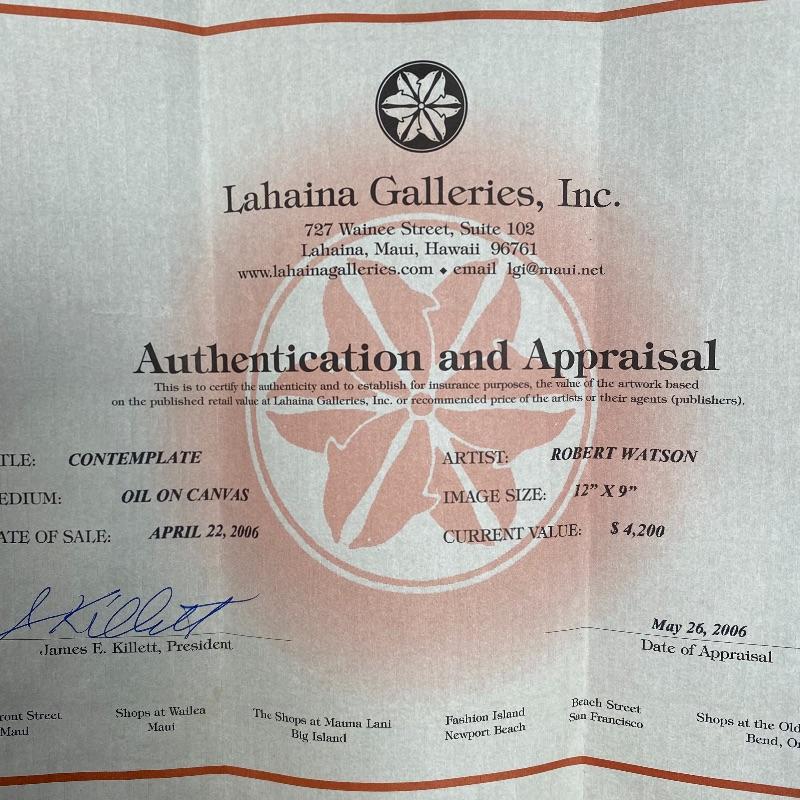 Lahaina Galleries, Inc.
727 Wainee Street, Suite 102
Lahaina, Maui, Hawaii 96761
www.lahainagalleries.com ⬥ email lgi@maui.net
Authentication and Appraisal
This is to certify the authenticity and to establish for insurance purposes, the value of the artwork based
on the published retail value at Lahaina Galleries, Inc. or recommended price of the artists or their agents (publishers).
TLE: CONTEMPLATE ARTIST: ROBERT WATSON
EDIUM: OIL ON CANVAS IMAGE SIZE: 12” X 9”
ATE OF SALE: APRIL 22, 2006 CURRENT VALUE: $ 4,200
Killett
May 26, 2006
James E. Killett, President Date of Appraisal
ront Street Shops at Wailea The Shops at Mauna Lani Fashion Island Beach Street Shops at the Old
Maui Maui Big Island Newport Beach San Francisco Bend, O